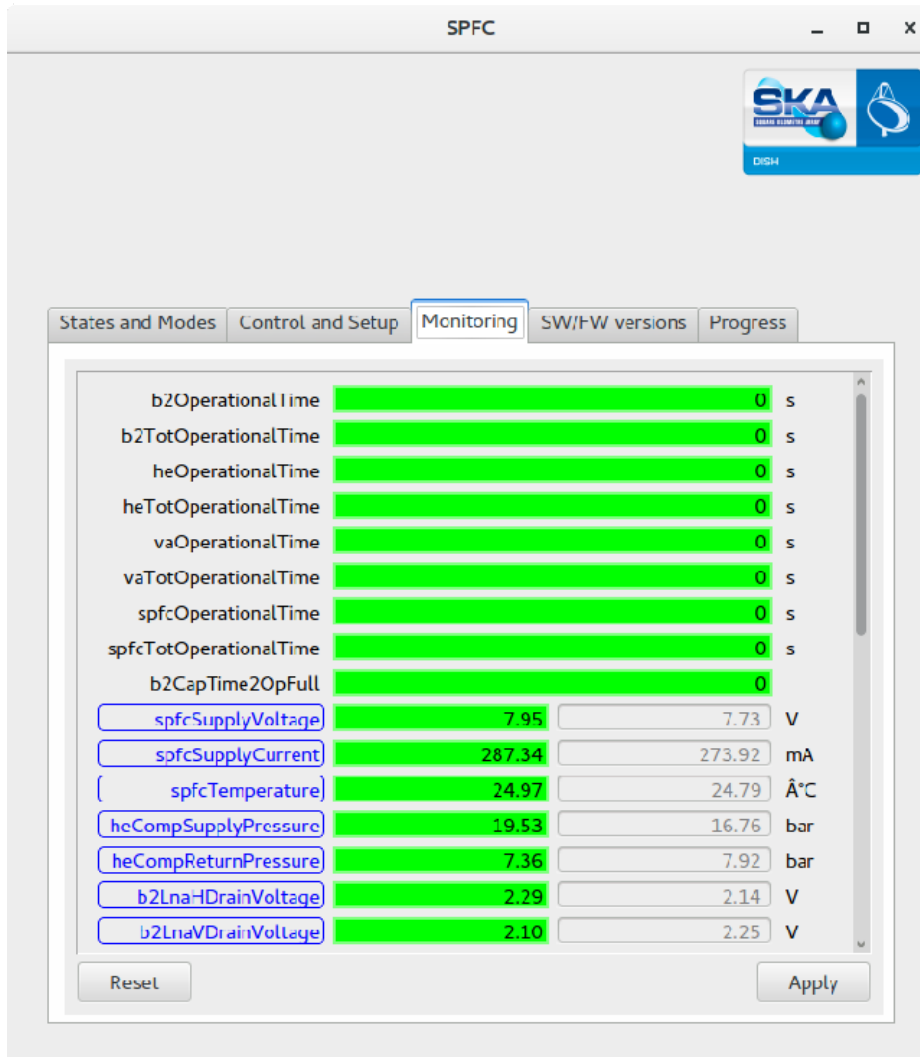 SPFC
SKA
SQUARE KILOMETRE ARRAY
DISH
States and Modes Control and Setup Monitoring SW/FW versions Progress
b2OperationalTime 0 s
b2TotOperationalTime 0 s
heOperationalTime 0 s
heTotOperationalTime 0 s
vaOperationalTime 0 s
vaTotOperationalTime 0 s
spfcOperationalTime 0 s
spfcTotOperationalTime 0 s
b2CapTime2OpFull 0
spfcSupplyVoltage 7.95 7.73 V
spfcSupplyCurrent 287.34 273.92 mA
spfcTemperature 24.97 24.79 Â°C
heCompSupplyPressure 19.53 16.76 bar
heCompReturnPressure 7.36 7.92 bar
b2LnaHDrainVoltage 2.29 2.14 V
b2LnaVDrainVoltage 2.10 2.25 V
Reset Apply